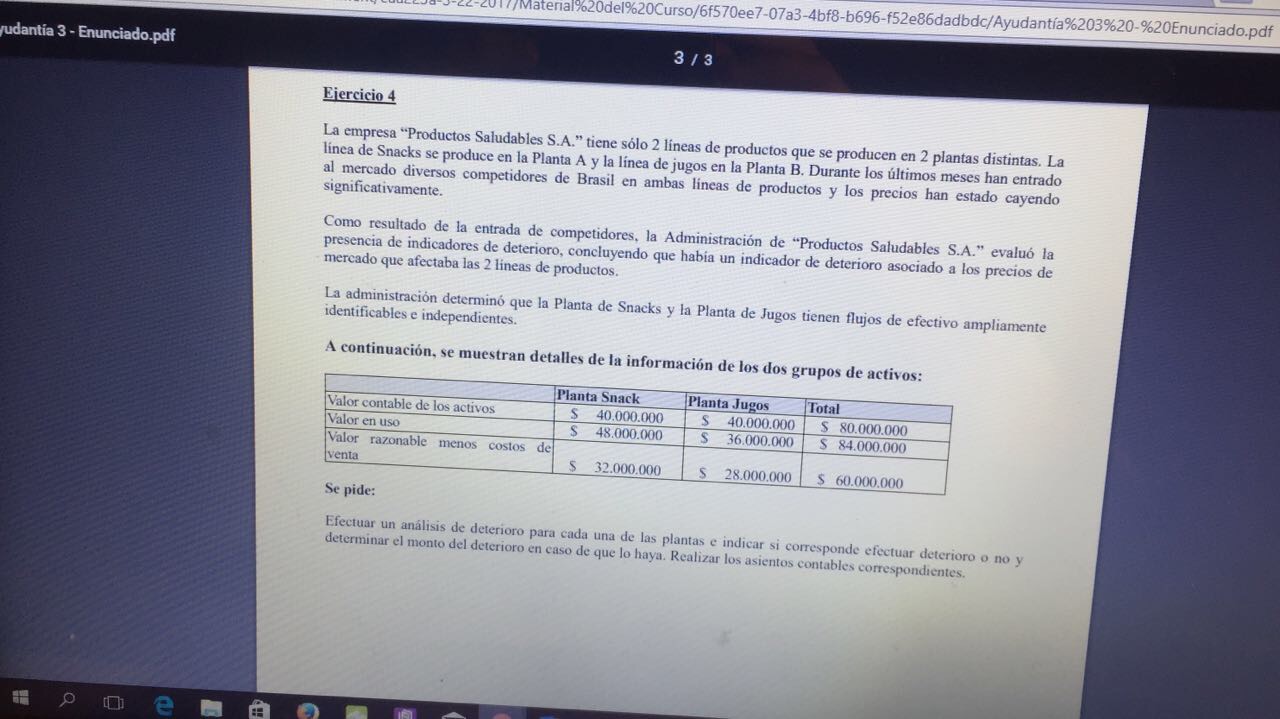 /Material%20del%20Curso/6f570ee7-07a3-4bf8-b696-f52e86dadbdc/Ayudantía%203%20-%20Enunciado.pdf
yudantía 3 - Enunciado.pdf
3 / 3
Ejercicio 4
La empresa “Productos Saludables S.A.” tiene sólo 2 líneas de productos que se producen en 2 plantas distintas. La
línea de Snacks se produce en la Planta A y la línea de jugos en la Planta B. Durante los últimos meses han entrado
al mercado diversos competidores de Brasil en ambas líneas de productos y los precios han estado cayendo
significativamente.
Como resultado de la entrada de competidores, la Administración de “Productos Saludables S.A.” evaluó la
presencia de indicadores de deterioro, concluyendo que había un indicador de deterioro asociado a los precios de
mercado que afectaba las 2 líneas de productos.
La administración determinó que la Planta de Snacks y la Planta de Jugos tienen flujos de efectivo ampliamente
identificables e independientes.
A continuación, se muestran detalles de la información de los dos grupos de activos:
Planta Snack Planta Jugos Total
Valor contable de los activos $ 40.000.000 $ 40.000.000 $ 80.000.000
Valor en uso $ 48.000.000 $ 36.000.000 $ 84.000.000
Valor razonable menos costos de
venta $ 32.000.000 $ 28.000.000 $ 60.000.000
Se pide:
Efectuar un análisis de deterioro para cada una de las plantas e indicar si corresponde efectuar deterioro o no y
determinar el monto del deterioro en caso de que lo haya. Realizar los asientos contables correspondientes.